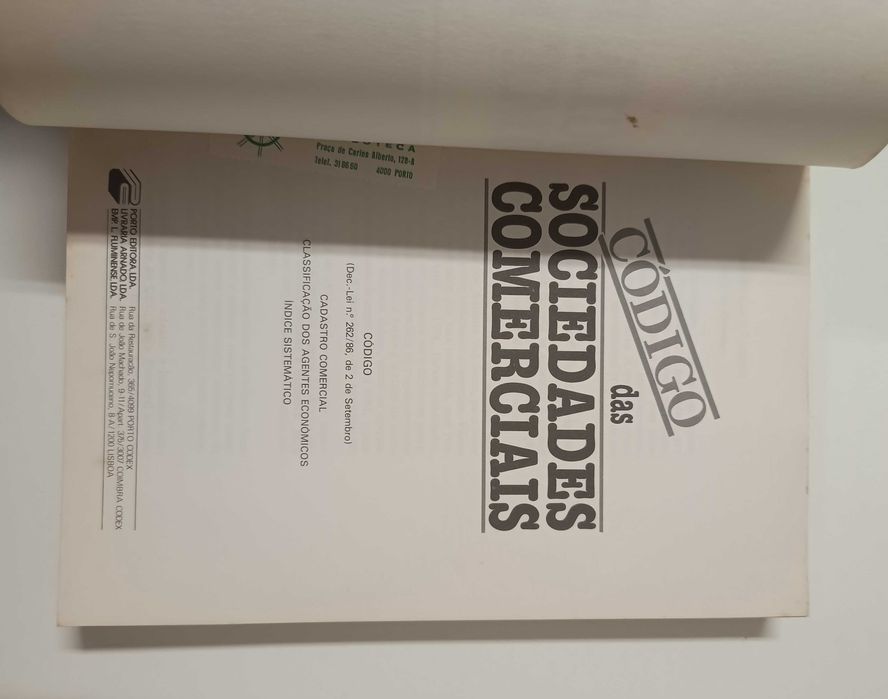 CÓDIGO
das
SOCIEDADES
COMERCIAIS
CÓDIGO
(Dec.-Lei n.º 262/86, de 2 de Setembro)
CADASTRO COMERCIAL
CLASSIFICAÇÃO DOS AGENTES ECONÓMICOS
ÍNDICE SISTEMÁTICO
Praça de Carlos Alberto, 128-A
Telef. 316660 4000 PORTO
PORTO EDITORA, LDA. Rua da Restauração, 365/4099 PORTO CODEX
LIVRARIA ARNADO, LDA. Rua de João Machado, 9-11/Apart. 375/3007 COIMBRA CODEX
EMP. L. FLUMINENSE, LDA. Rua de S. João Nepomuceno, 8 A/1200 LISBOA